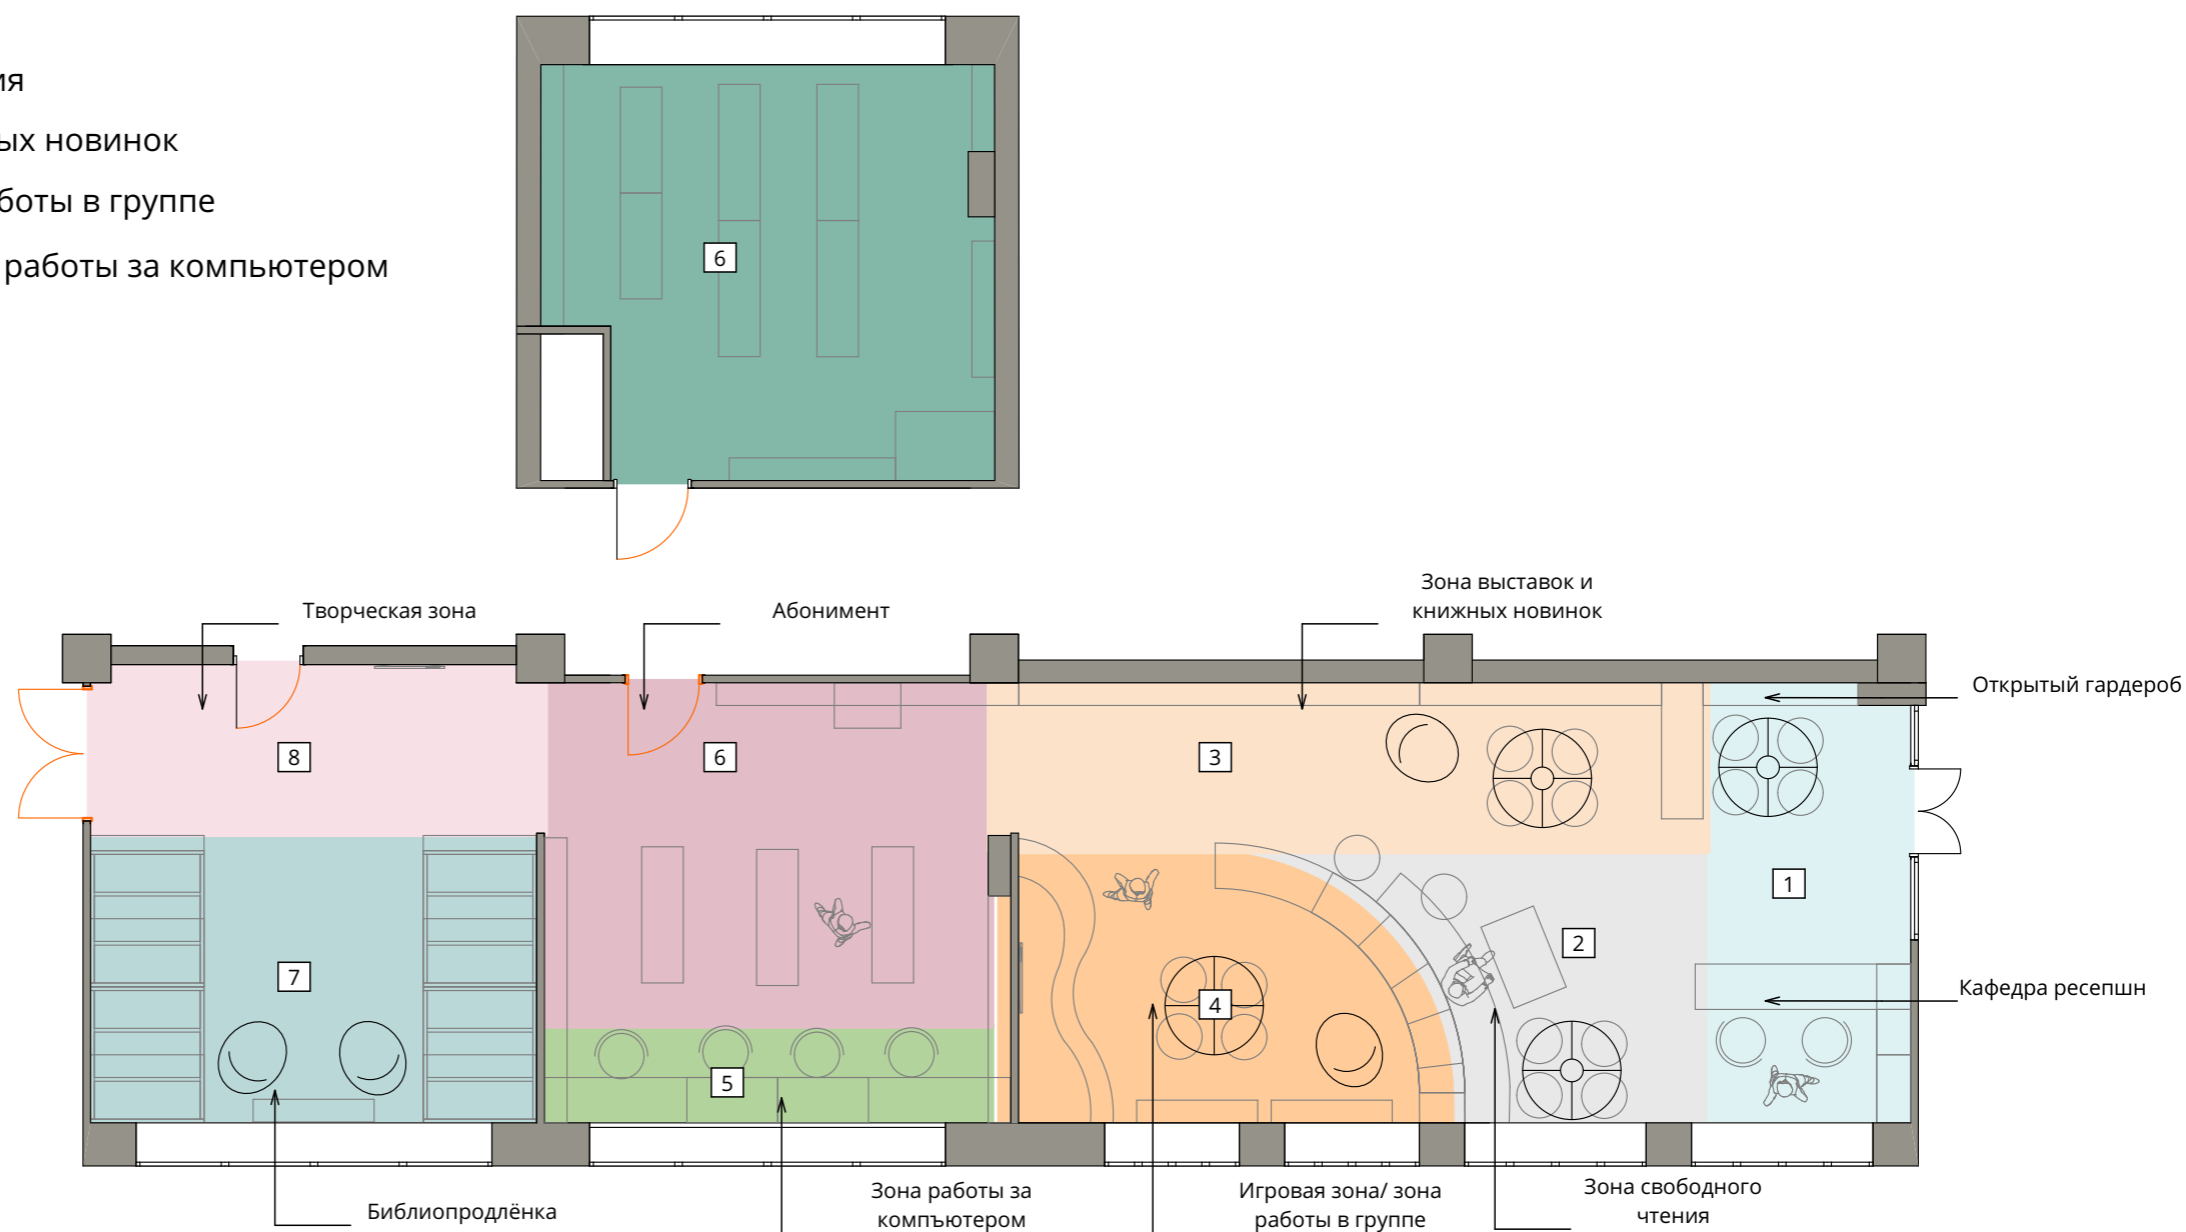 ия
ых новинок
боты в группе
работы за компьютером
6
Творческая зона
Абонимент
Зона выставок и
книжных новинок
Открытый гардероб
8
6
3
1
2
7
4
5
Кафедра ресепшн
Библиопродлёнка
Зона работы за
компъютером
Игровая зона/ зона
работы в группе
Зона свободного
чтения